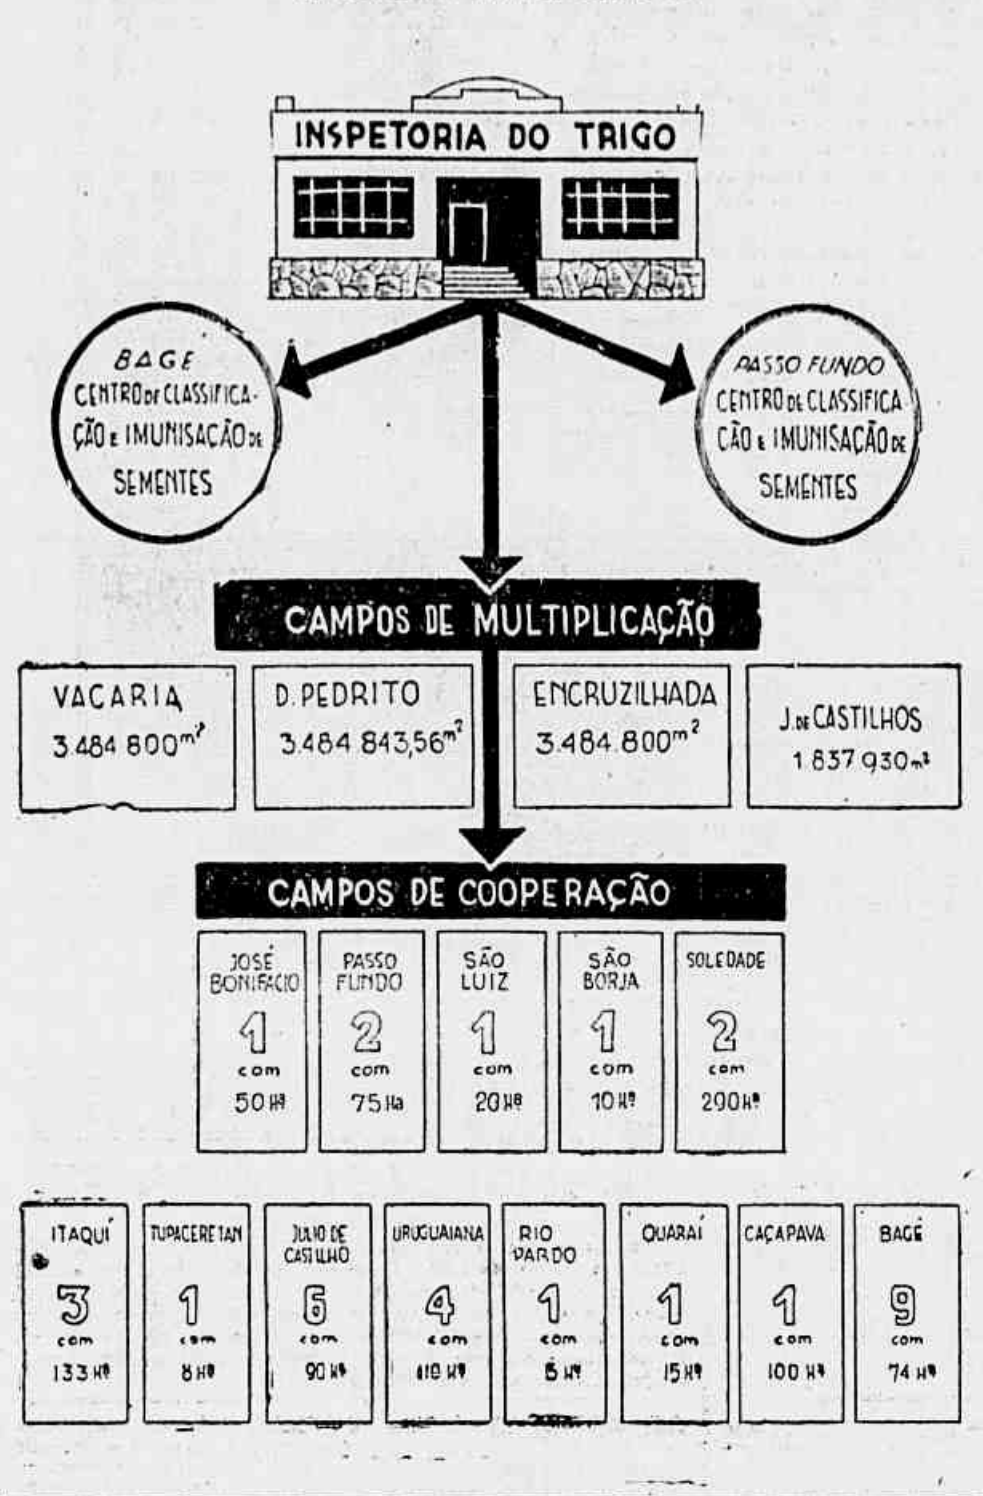 INSPETORIA DO TRIGO
BAGE
CENTRO DE CLASSIFICA-
ÇÃO E IMUNISAÇÃO DE
SEMENTES
PASSO FUNDO
CENTRO DE CLASSIFICA
CÃO E IMUNISAÇÃO DE
SEMENTES
CAMPOS DE MULTIPLICAÇÃO
VACARIA
3.484 800m²
D. PEDRITO
3.484 843,56m²
ENCRUZILHADA
3.484.800m²
J. DE CASTILHOS
1.837 930m²
CAMPOS DE COOPERAÇÃO
JOSÉ
BONIFACIO
1
com
50 Ha
PASSO
FUNDO
2
com
75 Ha
SÃO
LUIZ
1
com
20 Ha
SÃO
BORJA
1
com
10 Ha
SOLEDADE
2
com
290 Ha
ITAQUÍ
3
com
133 Ha
TUPACERETAN
1
com
8 Ha
JULIO DE
CASTILHO
6
com
90 Ha
URUGUAIANA
4
com
Ha
RIO
PARDO
1
com
Ha
QUARAÍ
1
com
15 Ha
CAÇAPAVA
1
com
100 Ha
BAGÉ
9
com
74 Ha